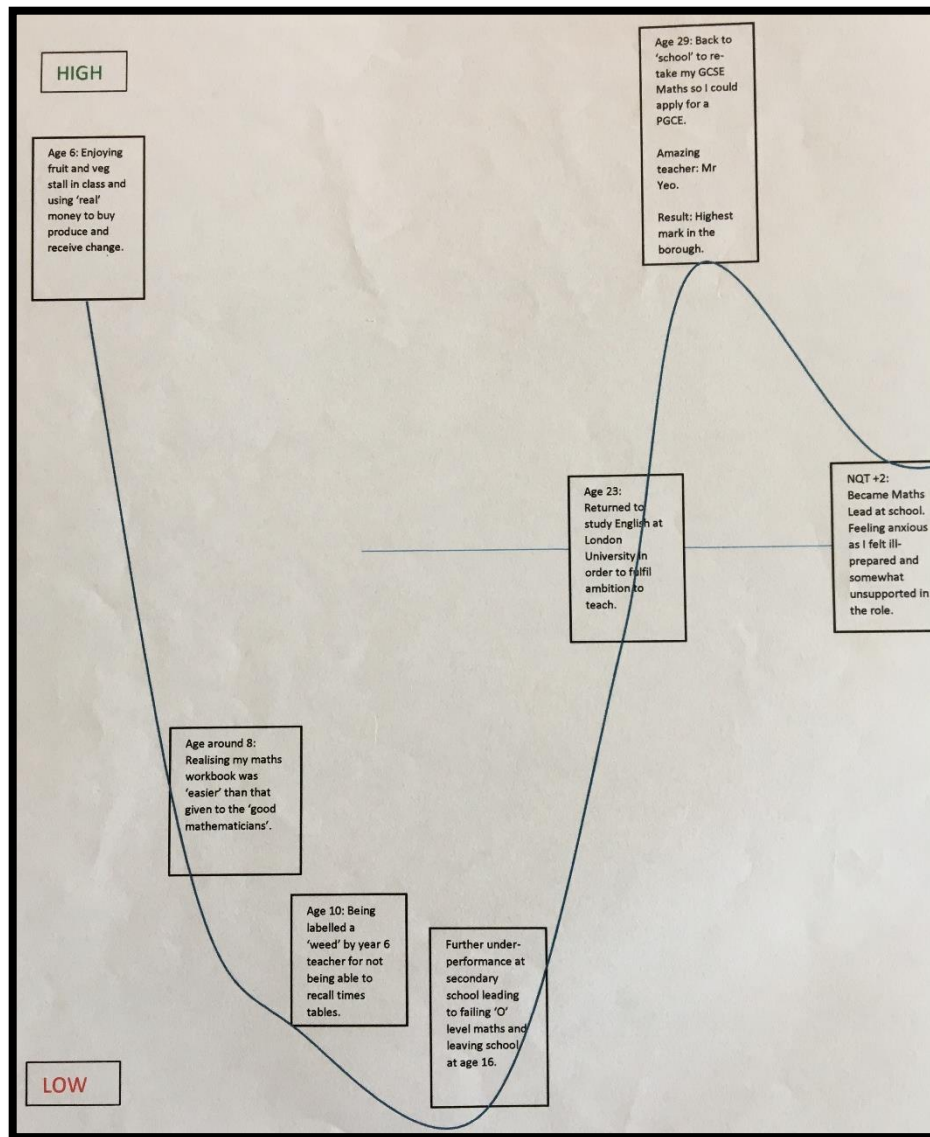 HIGH
Age 6: Enjoying
fruit and veg
stall in class and
using ‘real’
money to buy
produce and
receive change.
Age around 8:
Realising my maths
workbook was
‘easier’ than that
given to the ‘good
mathematicians’.
Age 10: Being
labelled a
‘weed’ by year 6
teacher for not
being able to
recall times
tables.
Further under-
performance at
secondary
school leading
to failing ‘O’
level maths and
leaving school
at age 16.
Age 23:
Returned to
study English at
London
University in
order to fulfil
ambition to
teach.
Age 29: Back to
‘school’ to re-
take my GCSE
Maths so I could
apply for a
PGCE.
Amazing
teacher: Mr
Yeo.
Result: Highest
mark in the
borough.
NQT +2:
Became Maths
Lead at school.
Feeling anxious
as I felt ill-
prepared and
somewhat
unsupported in
the role.
LOW